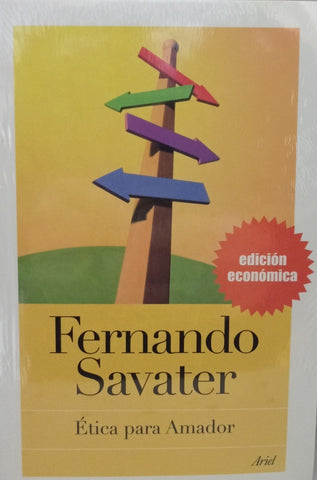 edición
económica
Fernando
Savater
Ética para Amador
Ariel